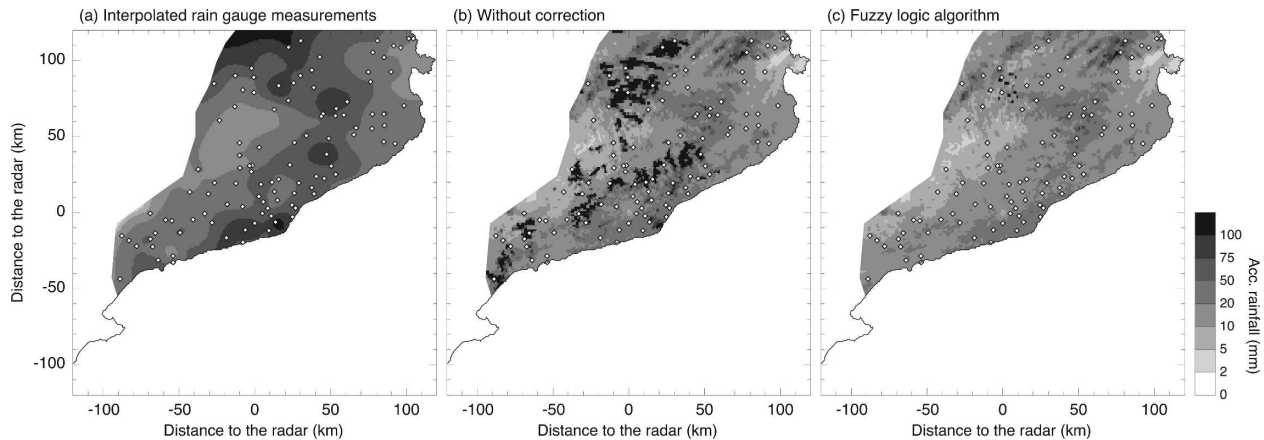 (a) Interpolated rain gauge measurements
(b) Without correction
(c) Fuzzy logic algorithm
Distance to the radar (km)
100
50
0
-50
-100
-100 -50 0 50 100
-100 -50 0 50 100
-100 -50 0 50 100
Distance to the radar (km)
Distance to the radar (km)
Distance to the radar (km)
100
75
50
20
10
5
2
0
Acc. rainfall (mm)